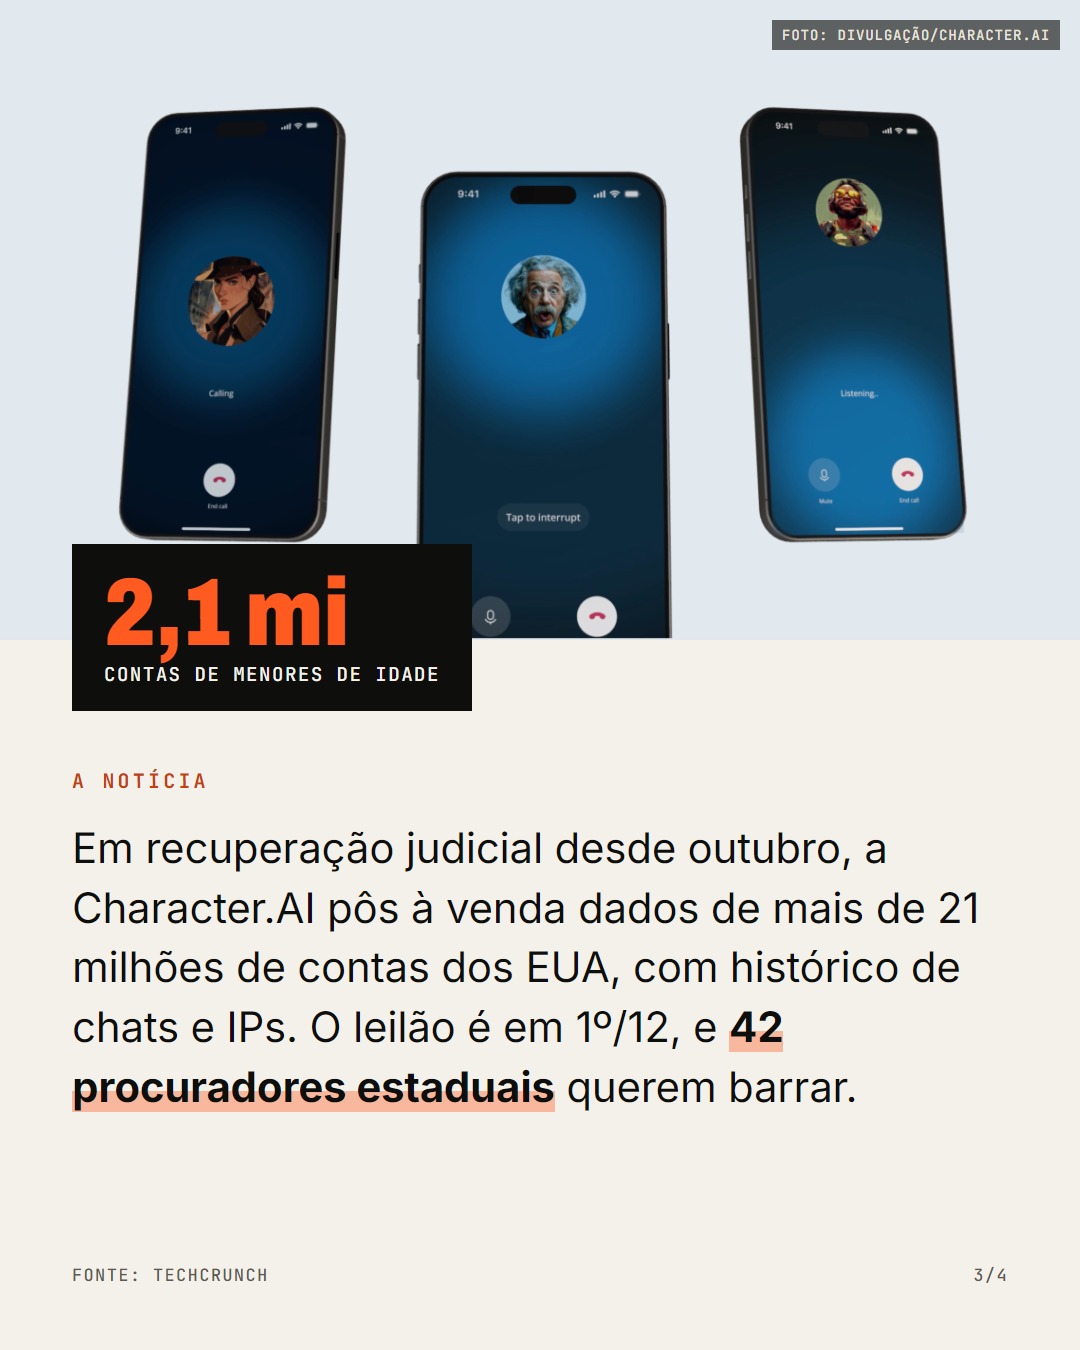 FOTO: DIVULGAÇÃO/CHARACTER.AI
9:41
9:41
9:41
Calling
End call
Tap to interrupt
Listening..
Mute
End call
2,1 mi
CONTAS DE MENORES DE IDADE
A NOTÍCIA
Em recuperação judicial desde outubro, a
Character.AI pôs à venda dados de mais de 21
milhões de contas dos EUA, com histórico de
chats e IPs. O leilão é em 1º/12, e 42
procuradores estaduais querem barrar.
FONTE: TECHCRUNCH
3/4